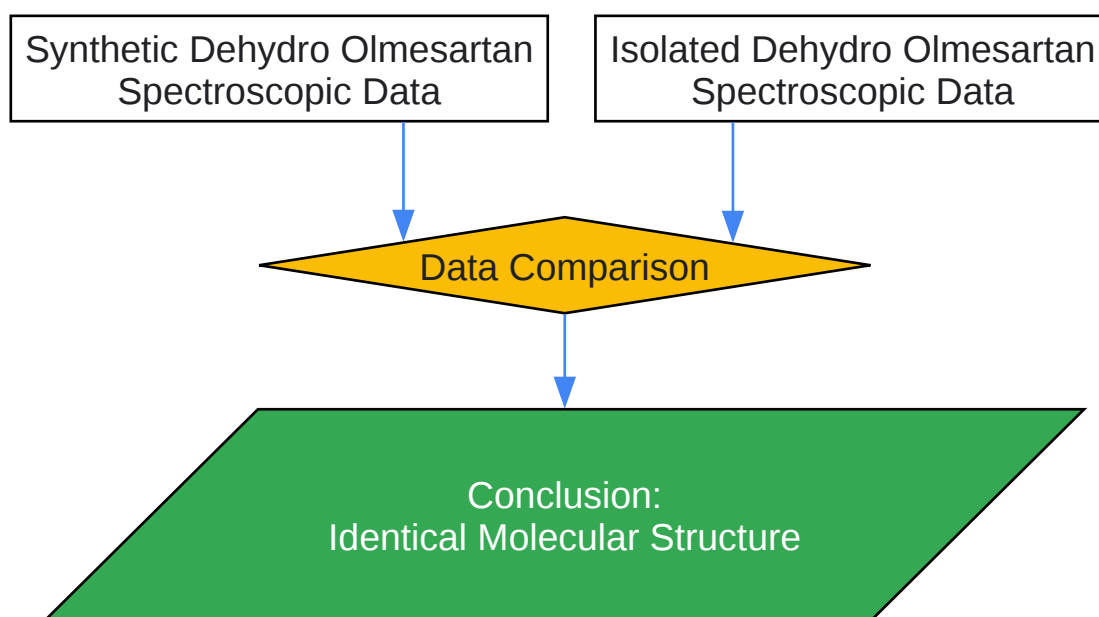 Synthetic Dehydro Olmesartan
Spectroscopic Data
Isolated Dehydro Olmesartan
Spectroscopic Data
Data Comparison
Conclusion:
Identical Molecular Structure